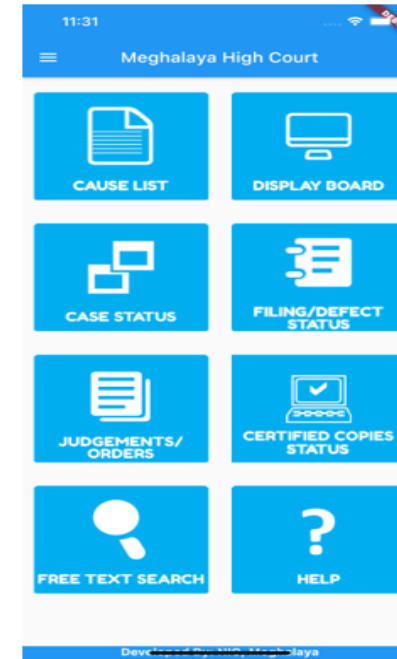 11:31
Meghalaya High Court
CAUSE LIST
DISPLAY BOARD
CASE STATUS
FILING/DEFECT
STATUS
JUDGEMENTS/
ORDERS
CERTIFIED COPIES
STATUS
FREE TEXT SEARCH
HELP
Developed By: NIC, Meghalaya